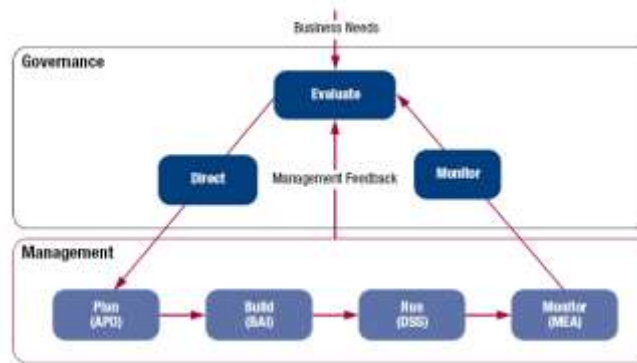 Business Needs
Governance
Evaluate
Direct
Management Feedback
Monitor
Management
Plan
(APO)
Build
(BAI)
Run
(DSS)
Monitor
(MEA)